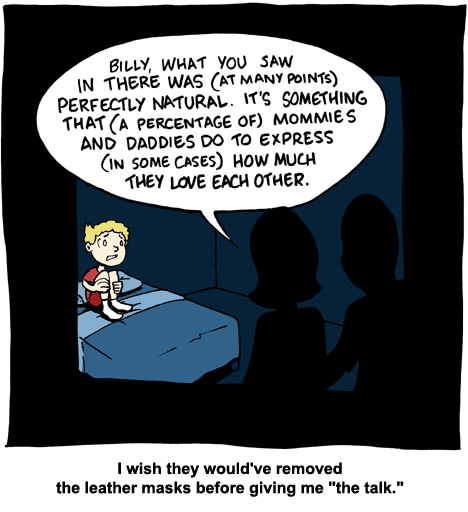 BILLY, WHAT YOU SAW
IN THERE WAS (AT MANY POINTS)
PERFECTLY NATURAL. IT'S SOMETHING
THAT (A PERCENTAGE OF) MOMMIES
AND DADDIES DO TO EXPRESS
(IN SOME CASES) HOW MUCH
THEY LOVE EACH OTHER.
I wish they would've removed
the leather masks before giving me "the talk."